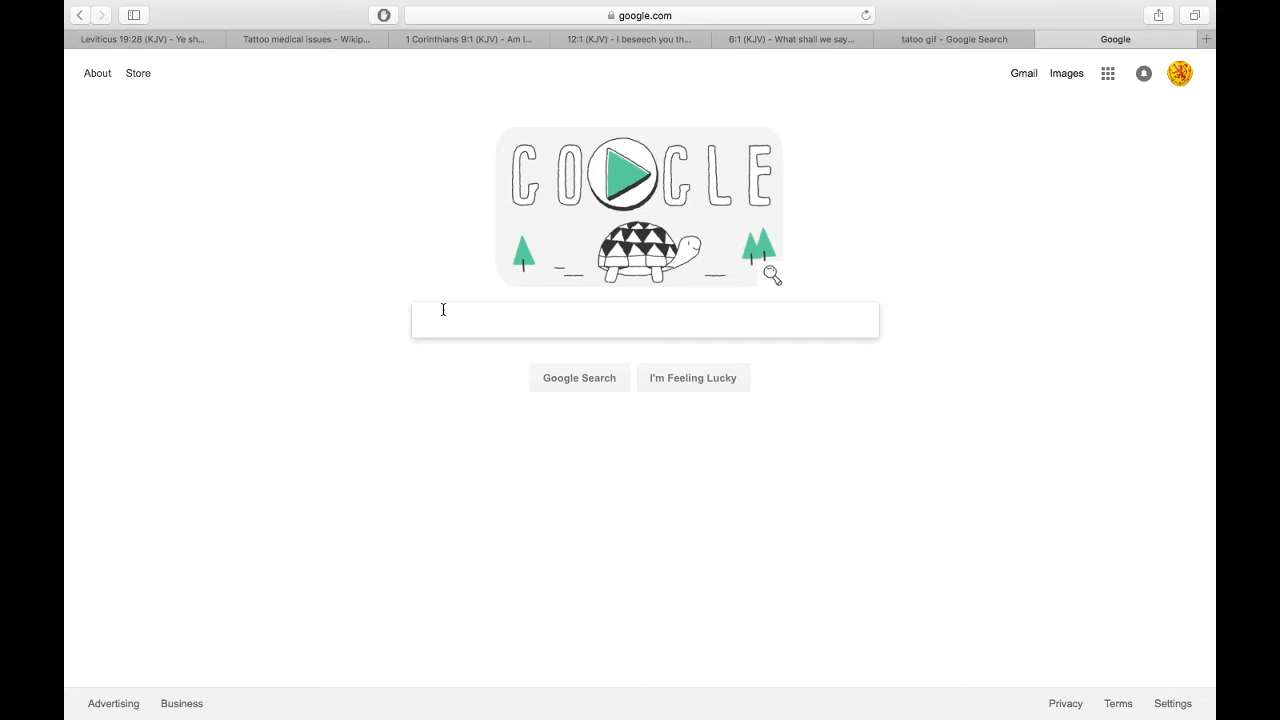 google.com
Leviticus 19:28 (KJV) - Ye sh...
Tattoo medical issues - Wikip...
1 Corinthians 9:1 (KJV) - Am I...
12:1 (KJV) - I beseech you th...
6:1 (KJV) - What shall we say...
tatoo gif - Google Search
Google
About Store
Gmail Images
GOOGLE
Google Search I'm Feeling Lucky
Advertising Business
Privacy Terms Settings